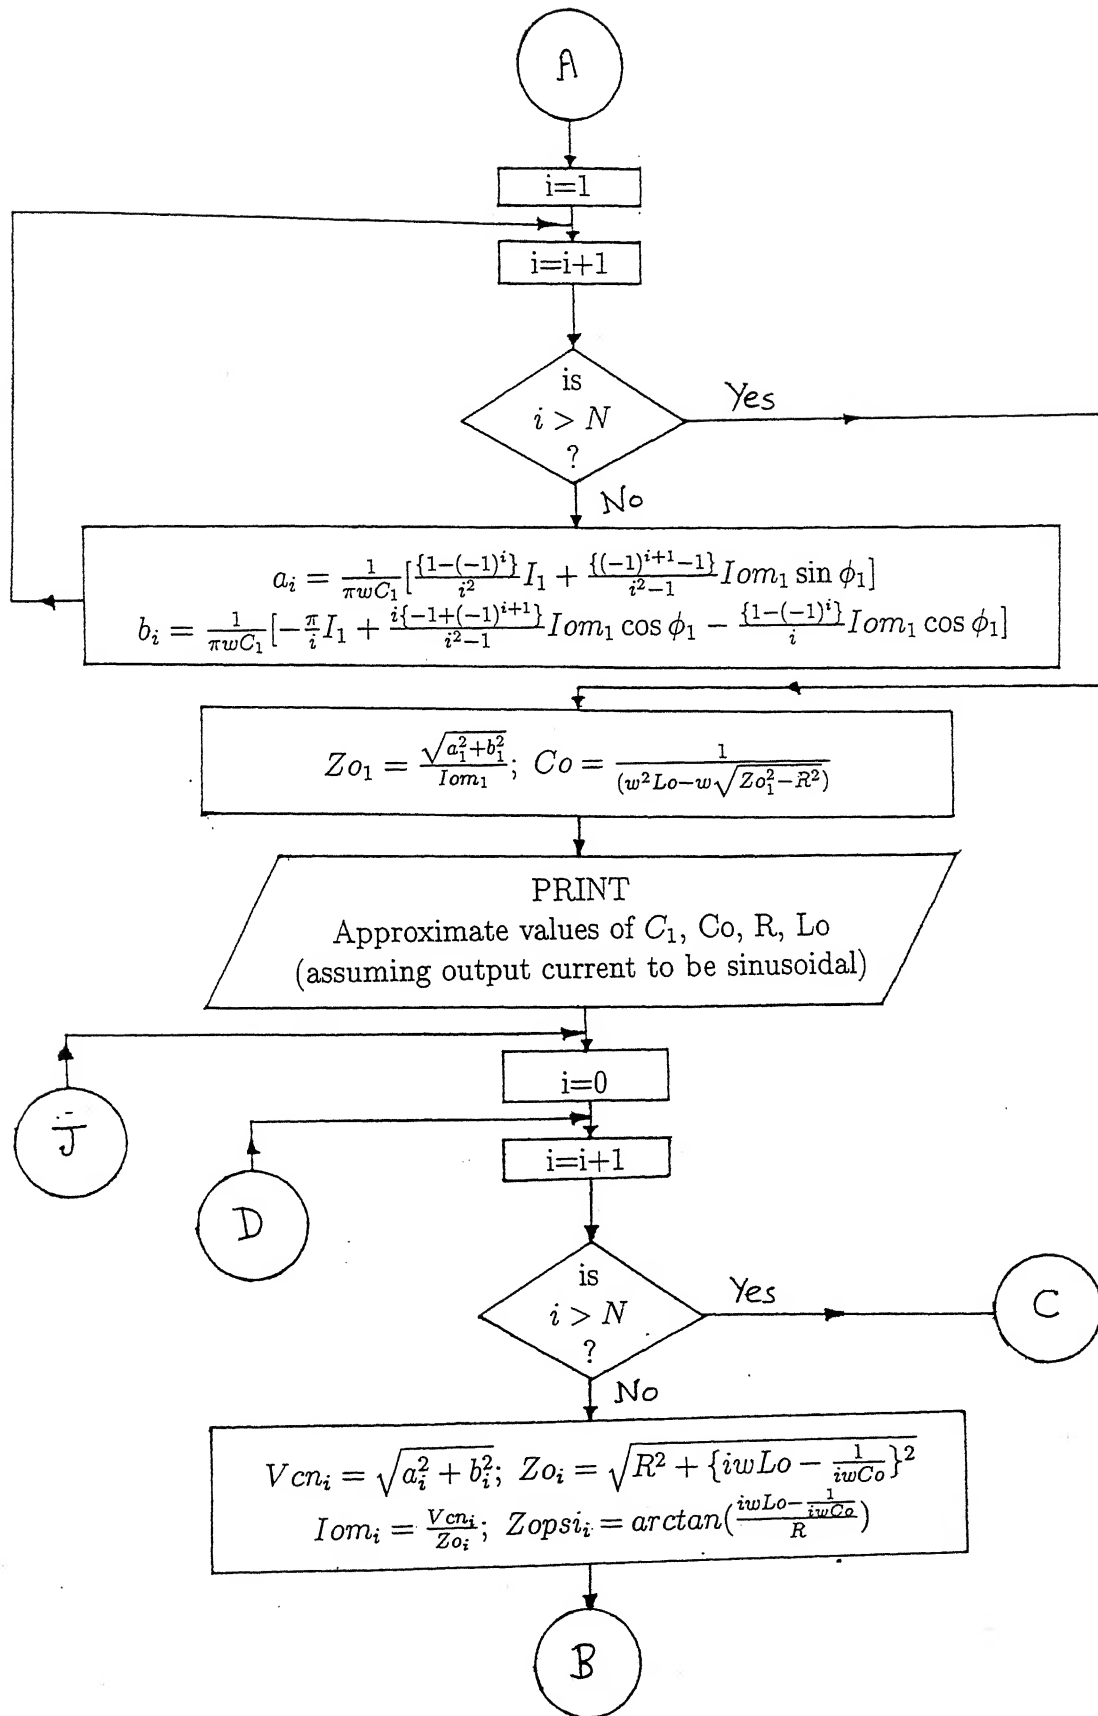 A
i=1
i=i+1
is
i > N
?
Yes
No
a_i = \frac{1}{\pi w C_1}[\frac{\{1-(-1)^i\}}{i^2} I_1 + \frac{\{(-1)^{i+1}-1\}}{i^2-1} Iom_1 \sin \phi_1]
b_i = \frac{1}{\pi w C_1}[-\frac{\pi}{i} I_1 + \frac{i\{-1+(-1)^{i+1}\}}{i^2-1} Iom_1 \cos \phi_1 - \frac{\{1-(-1)^i\}}{i} Iom_1 \cos \phi_1]
Zo_1 = \frac{\sqrt{a_1^2+b_1^2}}{Iom_1}; Co = \frac{1}{(w^2 Lo - w\sqrt{Zo_1^2-R^2})}
PRINT
Approximate values of C_1, Co, R, Lo
(assuming output current to be sinusoidal)
i=0
J
i=i+1
D
is
i > N
?
Yes
C
No
Vcn_i = \sqrt{a_i^2 + b_i^2}; Zo_i = \sqrt{R^2 + \{iwLo - \frac{1}{iwCo}\}^2}
Iom_i = \frac{Vcn_i}{Zo_i}; Zopsi_i = arctan(\frac{iwLo - \frac{1}{iwCo}}{R})
B